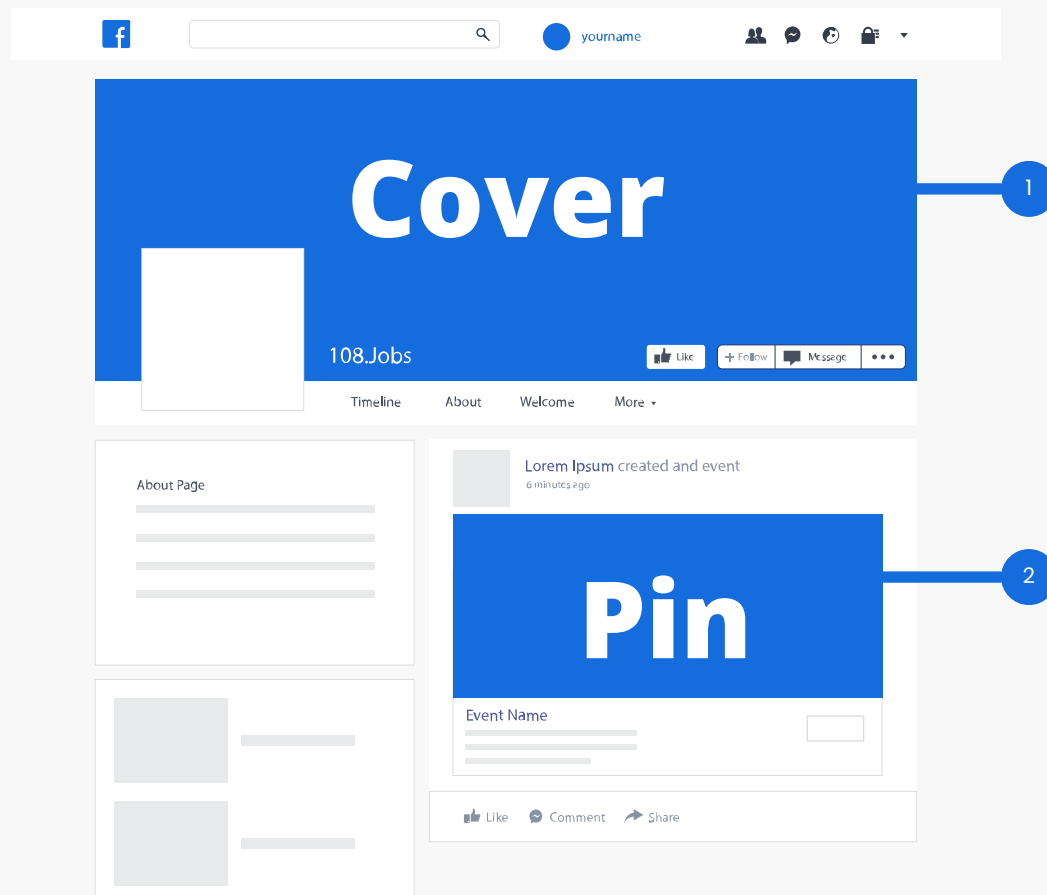 f
yourname
Cover
1
108.Jobs
Like
+ Follow
Message
Timeline
About
Welcome
More
About Page
Lorem Ipsum created and event
6 minutes ago
Pin
2
Event Name
Like
Comment
Share